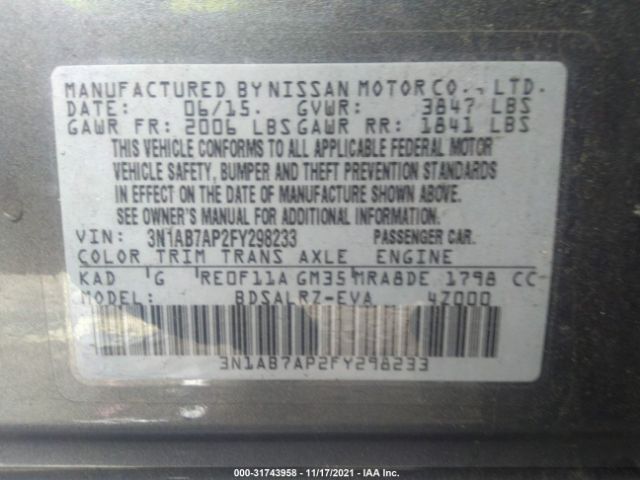 MANUFACTURED BY NISSAN MOTOR CO., LTD.
DATE: 06/15. GVWR: 3847 LBS
GAWR FR: 2006 LBS GAWR RR: 1841 LBS
THIS VEHICLE CONFORMS TO ALL APPLICABLE FEDERAL MOTOR
VEHICLE SAFETY, BUMPER AND THEFT PREVENTION STANDARDS
IN EFFECT ON THE DATE OF MANUFACTURE SHOWN ABOVE.
SEE OWNER'S MANUAL FOR ADDITIONAL INFORMATION.
VIN: 3N1AB7AP2FY298233 PASSENGER CAR.
COLOR TRIM TRANS AXLE ENGINE
KAD G RE0F11A GM35 MRA8DE 1798 CC
MODEL: BDSALRZ-EVA 4Z000
3N1AB7AP2FY298233
000-31743958 - 11/17/2021 - IAA Inc.